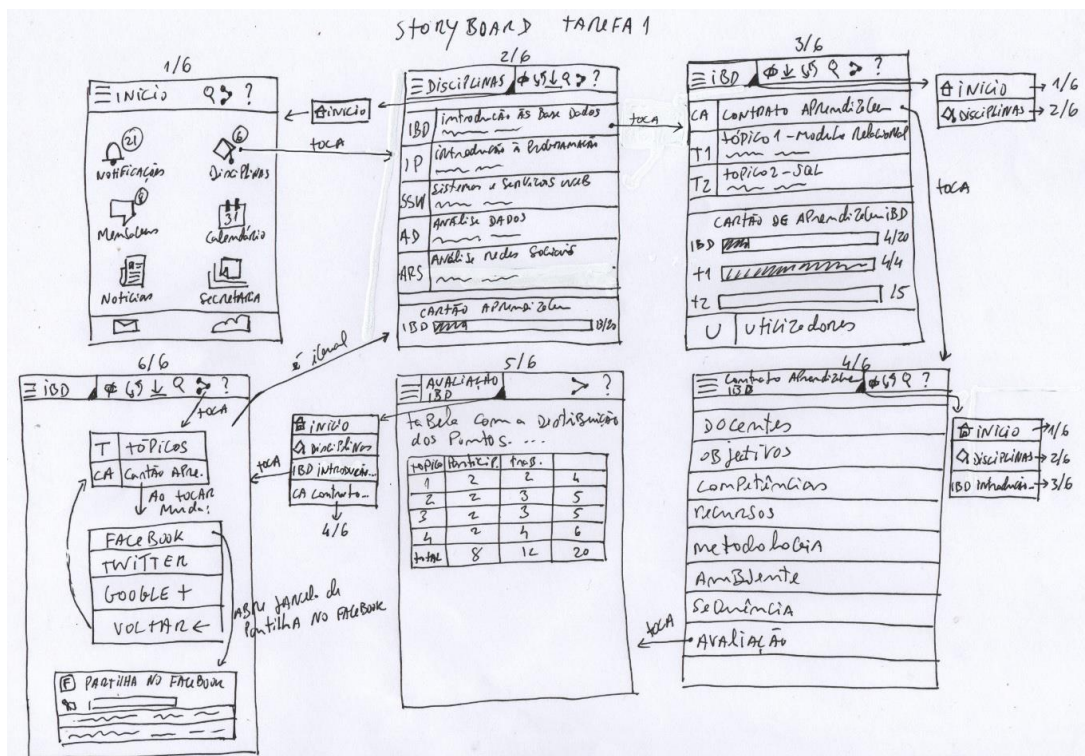 STORYBOARD TAREFA 1
1/6
INÍCIO ?
21
6
Notificações
Disciplinas
Mensagens
31
Calendário
Notícias
Secretaria
INÍCIO
toca
2/6
DISCIPLINAS ?
IBD introdução às Base Dados
IP introdução à Programação
SSW Sistemas e Serviços Web
AD Análise DADOS
ARS Análise redes sociais
CARTÃO APrendizagem
IBD
toca
3/6
IBD ?
CA CONTRATO APrendizagem
T1 tópico 1 - Modelo Relacional
T2 tópico 2 - SQL
CARTÃO DE APrendizagem IBD
IBD 4/20
t1 4/4
t2 15
U Utilizadores
INÍCIO → 1/6
DISCIPLINAS → 2/6
toca
4/6
Contrato Aprendizagem ?
IBD
Docentes
Objetivos
Competências
recursos
metodologia
Ambiente
Sequência
AVALIAÇÃO
INÍCIO → 1/6
Disciplinas → 2/6
IBD Introdução... → 3/6
toca
5/6
AVALIAÇÃO ?
IBD
tabela com a Distribuição
dos Pontos. ...
tópico Particip. trab.
1 2 2 4
2 2 3 5
3 2 3 5
4 2 4 6
total 8 12 20
INÍCIO
Disciplinas
IBD introdução...
CA Contrato...
4/6
toca
6/6
IBD ?
toca
é igual
T TÓPICOS
CA Cartão APre.
Ao tocar
Muda:
FACEBOOK
TWITTER
GOOGLE +
VOLTAR ←
ABre janela de
Partilha NO FACEBOOK
F PARTILHA NO FACEBOOK